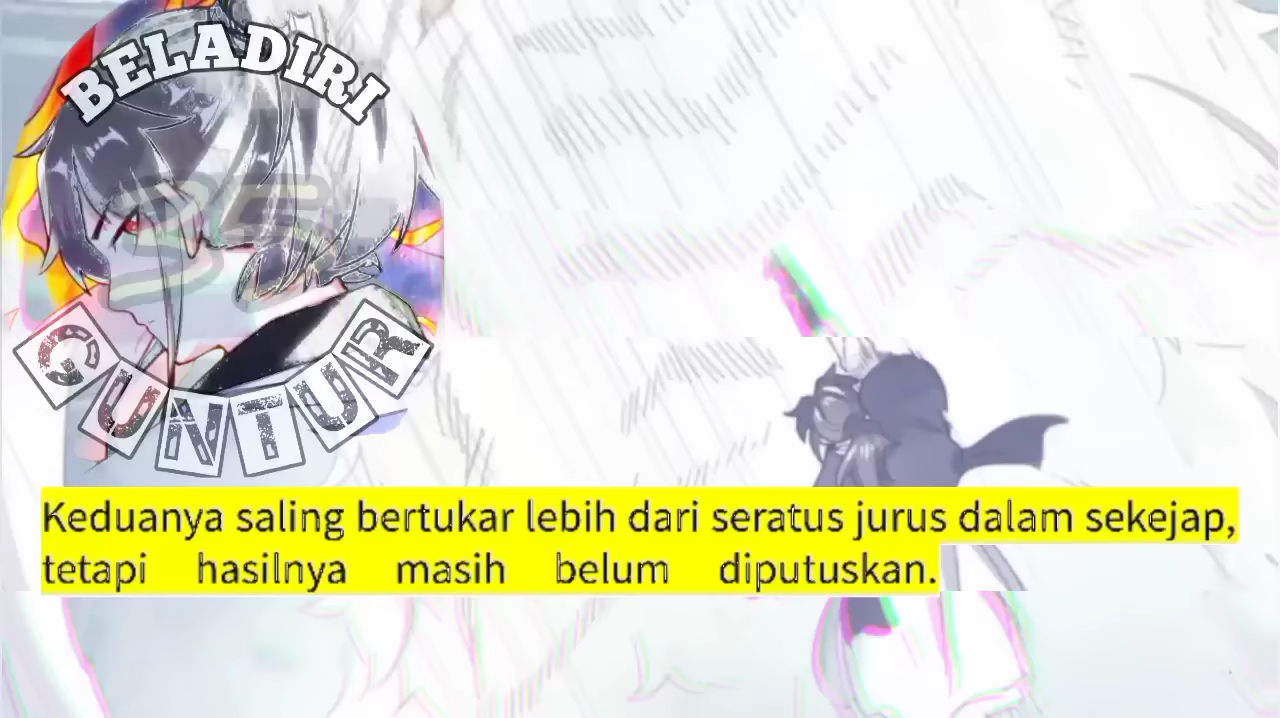 BELADIRI
GUNTUR
Keduanya saling bertukar lebih dari seratus jurus dalam sekejap,
tetapi hasilnya masih belum diputuskan.